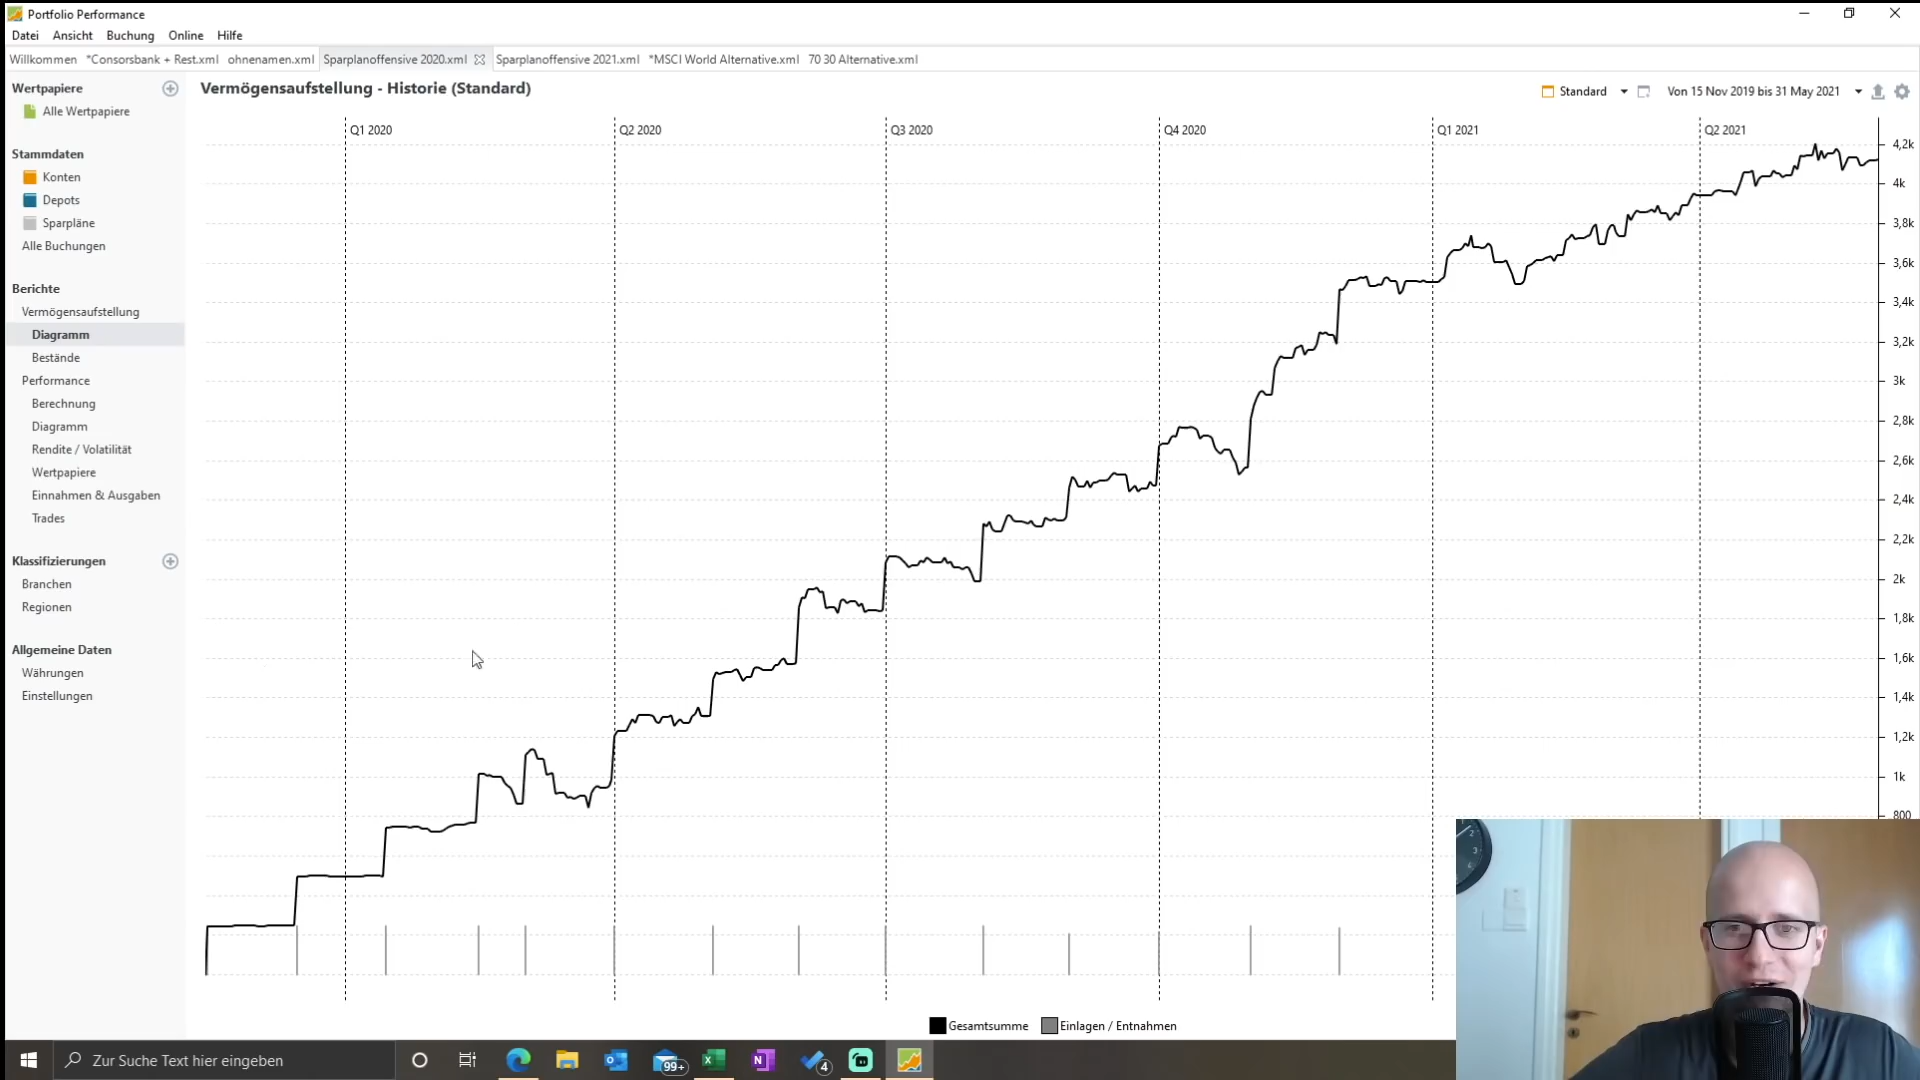 Portfolio Performance
Datei Ansicht Buchung Online Hilfe
Willkommen *Consorsbank + Rest.xml ohnenamen.xml Sparplanoffensive 2020.xml Sparplanoffensive 2021.xml *MSCI World Alternative.xml 70 30 Alternative.xml
Wertpapiere
Alle Wertpapiere
Stammdaten
Konten
Depots
Sparpläne
Alle Buchungen
Berichte
Vermögensaufstellung
Diagramm
Bestände
Performance
Berechnung
Diagramm
Rendite / Volatilität
Wertpapiere
Einnahmen & Ausgaben
Trades
Klassifizierungen
Branchen
Regionen
Allgemeine Daten
Währungen
Einstellungen
Vermögensaufstellung - Historie (Standard)
Standard Von 15 Nov 2019 bis 31 May 2021
Q1 2020 Q2 2020 Q3 2020 Q4 2020 Q1 2021 Q2 2021
4,2k
4k
3,8k
3,6k
3,4k
3,2k
3k
2,8k
2,6k
2,4k
2,2k
2k
1,8k
1,6k
1,4k
1,2k
1k
800
Gesamtsumme Einlagen / Entnahmen
Zur Suche Text hier eingeben
99+
4